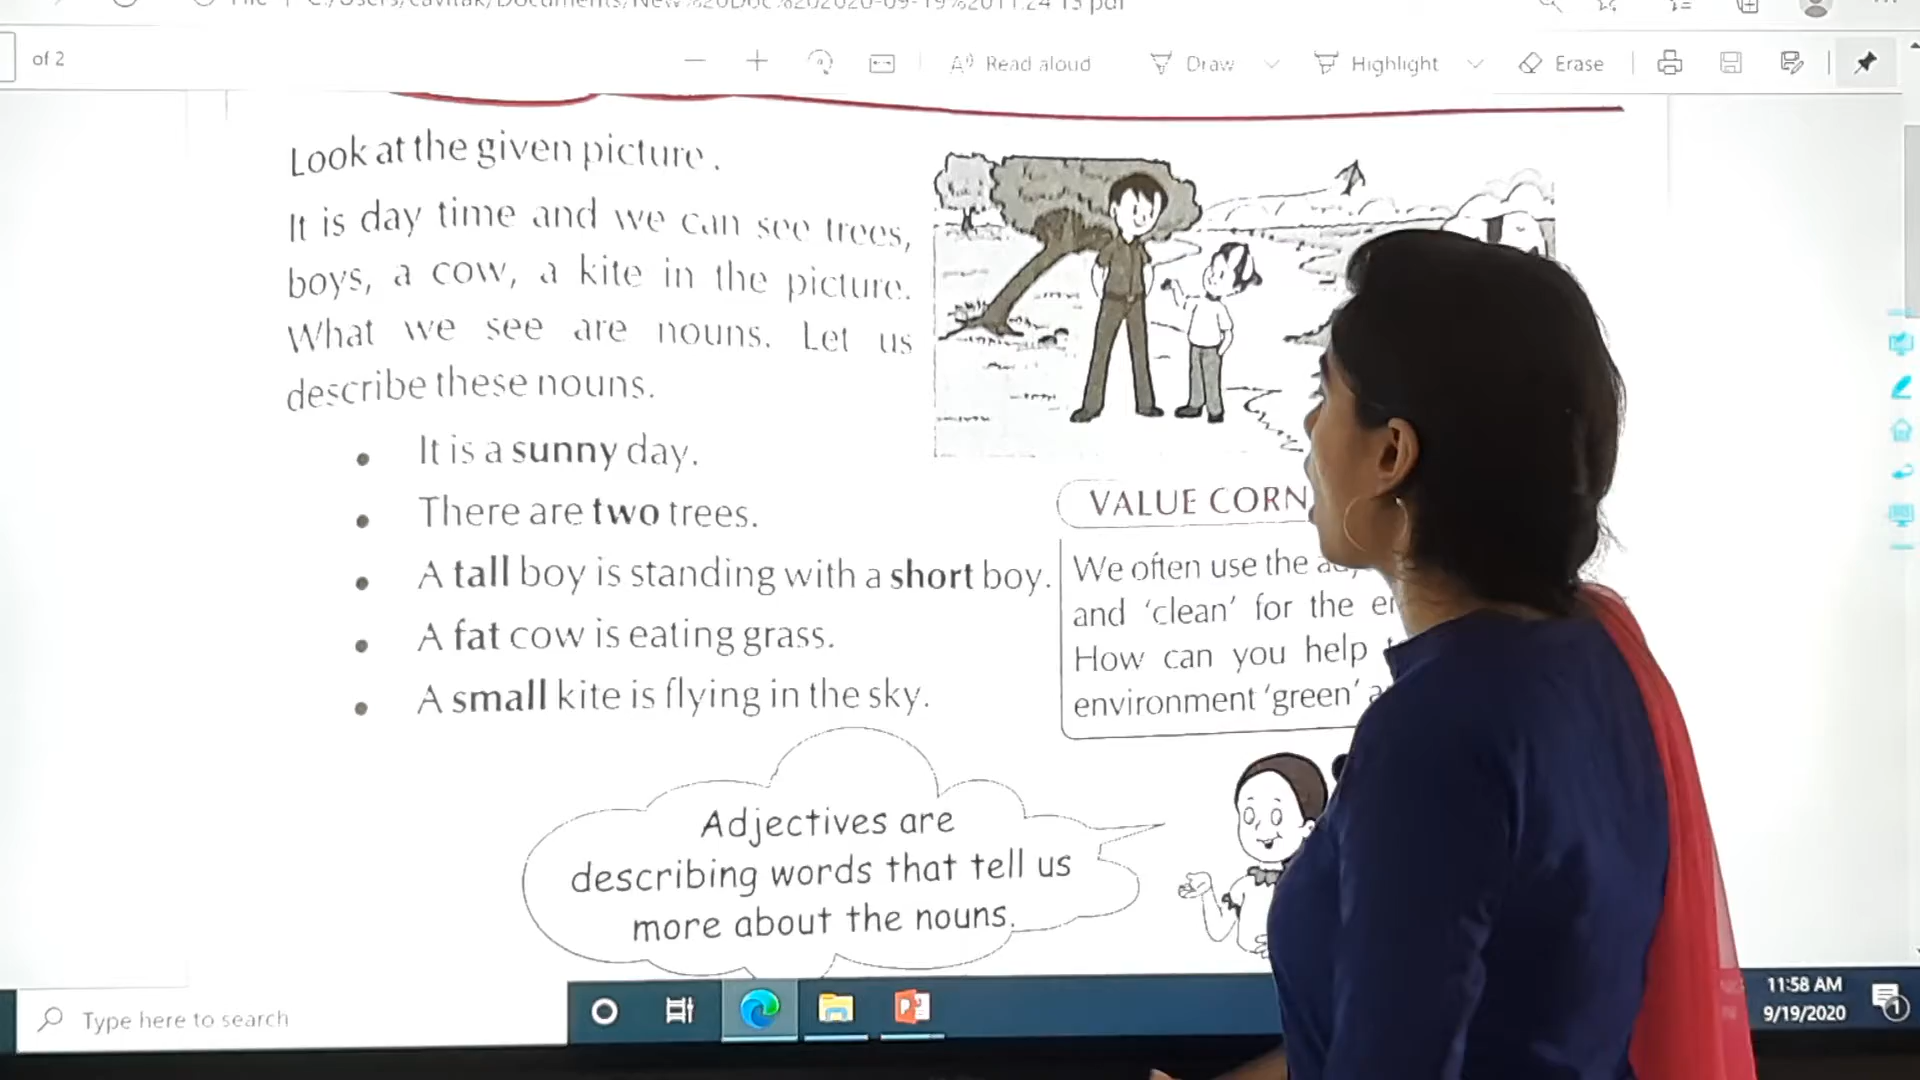 of 2
Read aloud
Draw
Highlight
Erase
Look at the given picture.
It is day time and we can see trees,
boys, a cow, a kite in the picture.
What we see are nouns. Let us
describe these nouns.
• It is a sunny day.
• There are two trees.
• A tall boy is standing with a short boy.
• A fat cow is eating grass.
• A small kite is flying in the sky.
VALUE CORN
We often use the
and ‘clean’ for the
How can you help
environment ‘green’
Adjectives are
describing words that tell us
more about the nouns.
Type here to search
11:58 AM
9/19/2020
1